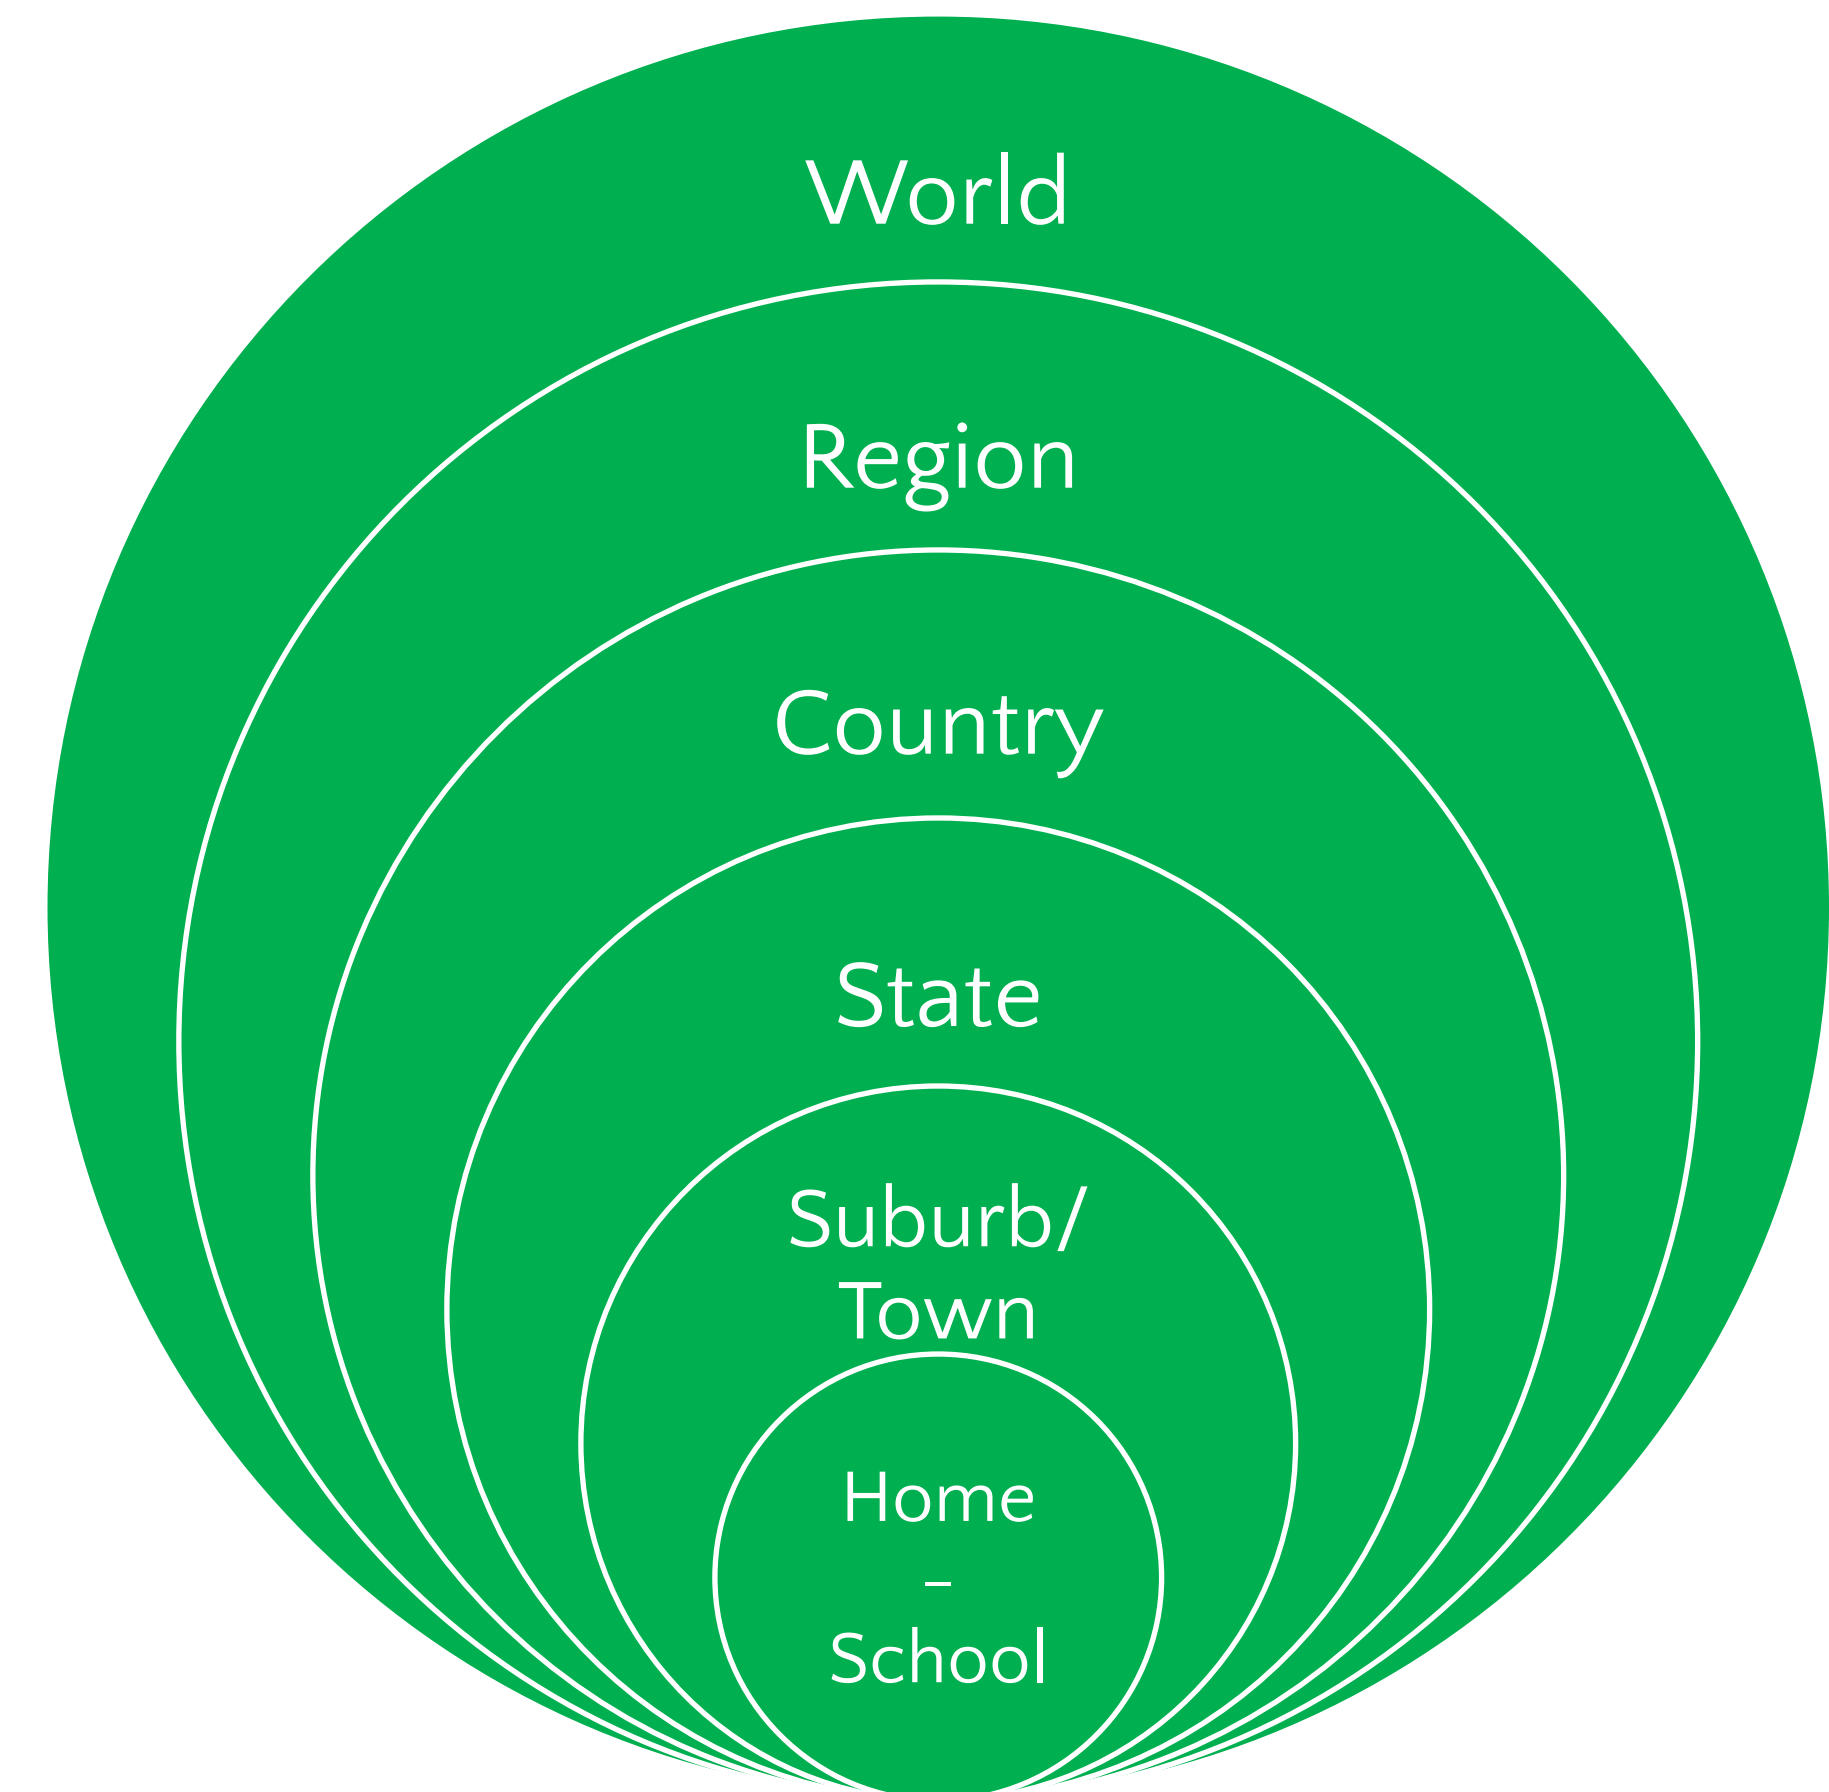 World
Region
Country
State
Suburb/
Town
Home
–
School